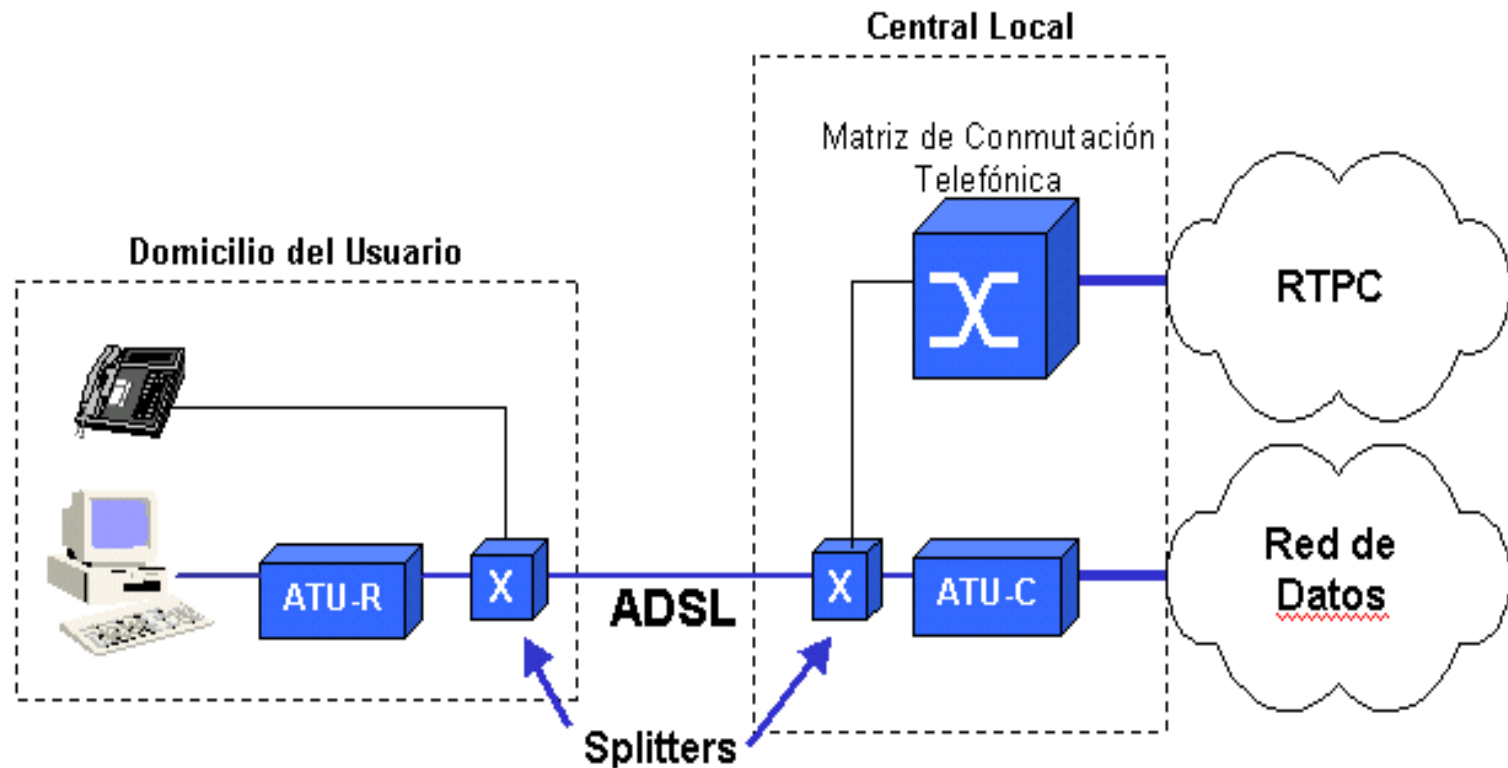 Central Local
Matriz de Conmutación
Telefónica
Domicilio del Usuario
RTPC
ATU-R
X
ADSL
X
ATU-C
Red de
Datos
Splitters